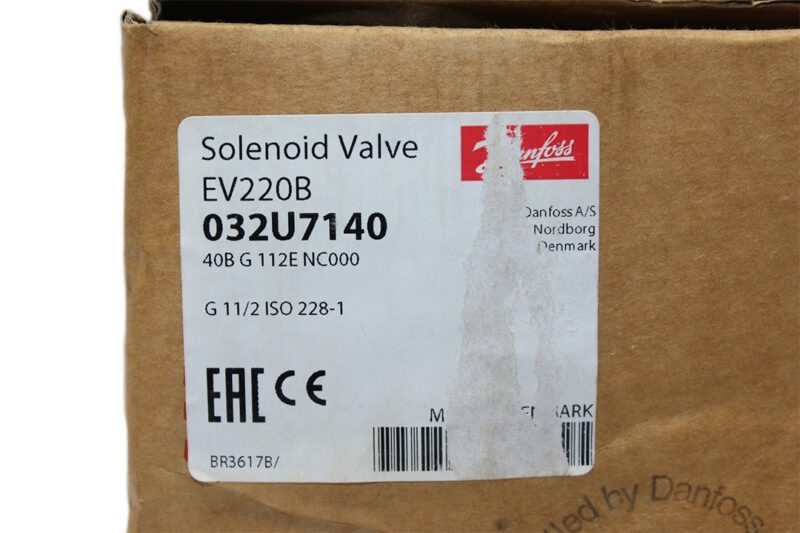 Solenoid Valve
EV220B
032U7140
40B G 112E NC000
G 11/2 ISO 228-1
Danfoss A/S
Nordborg
Denmark
EAC CE
BR3617B/
by Danfoss